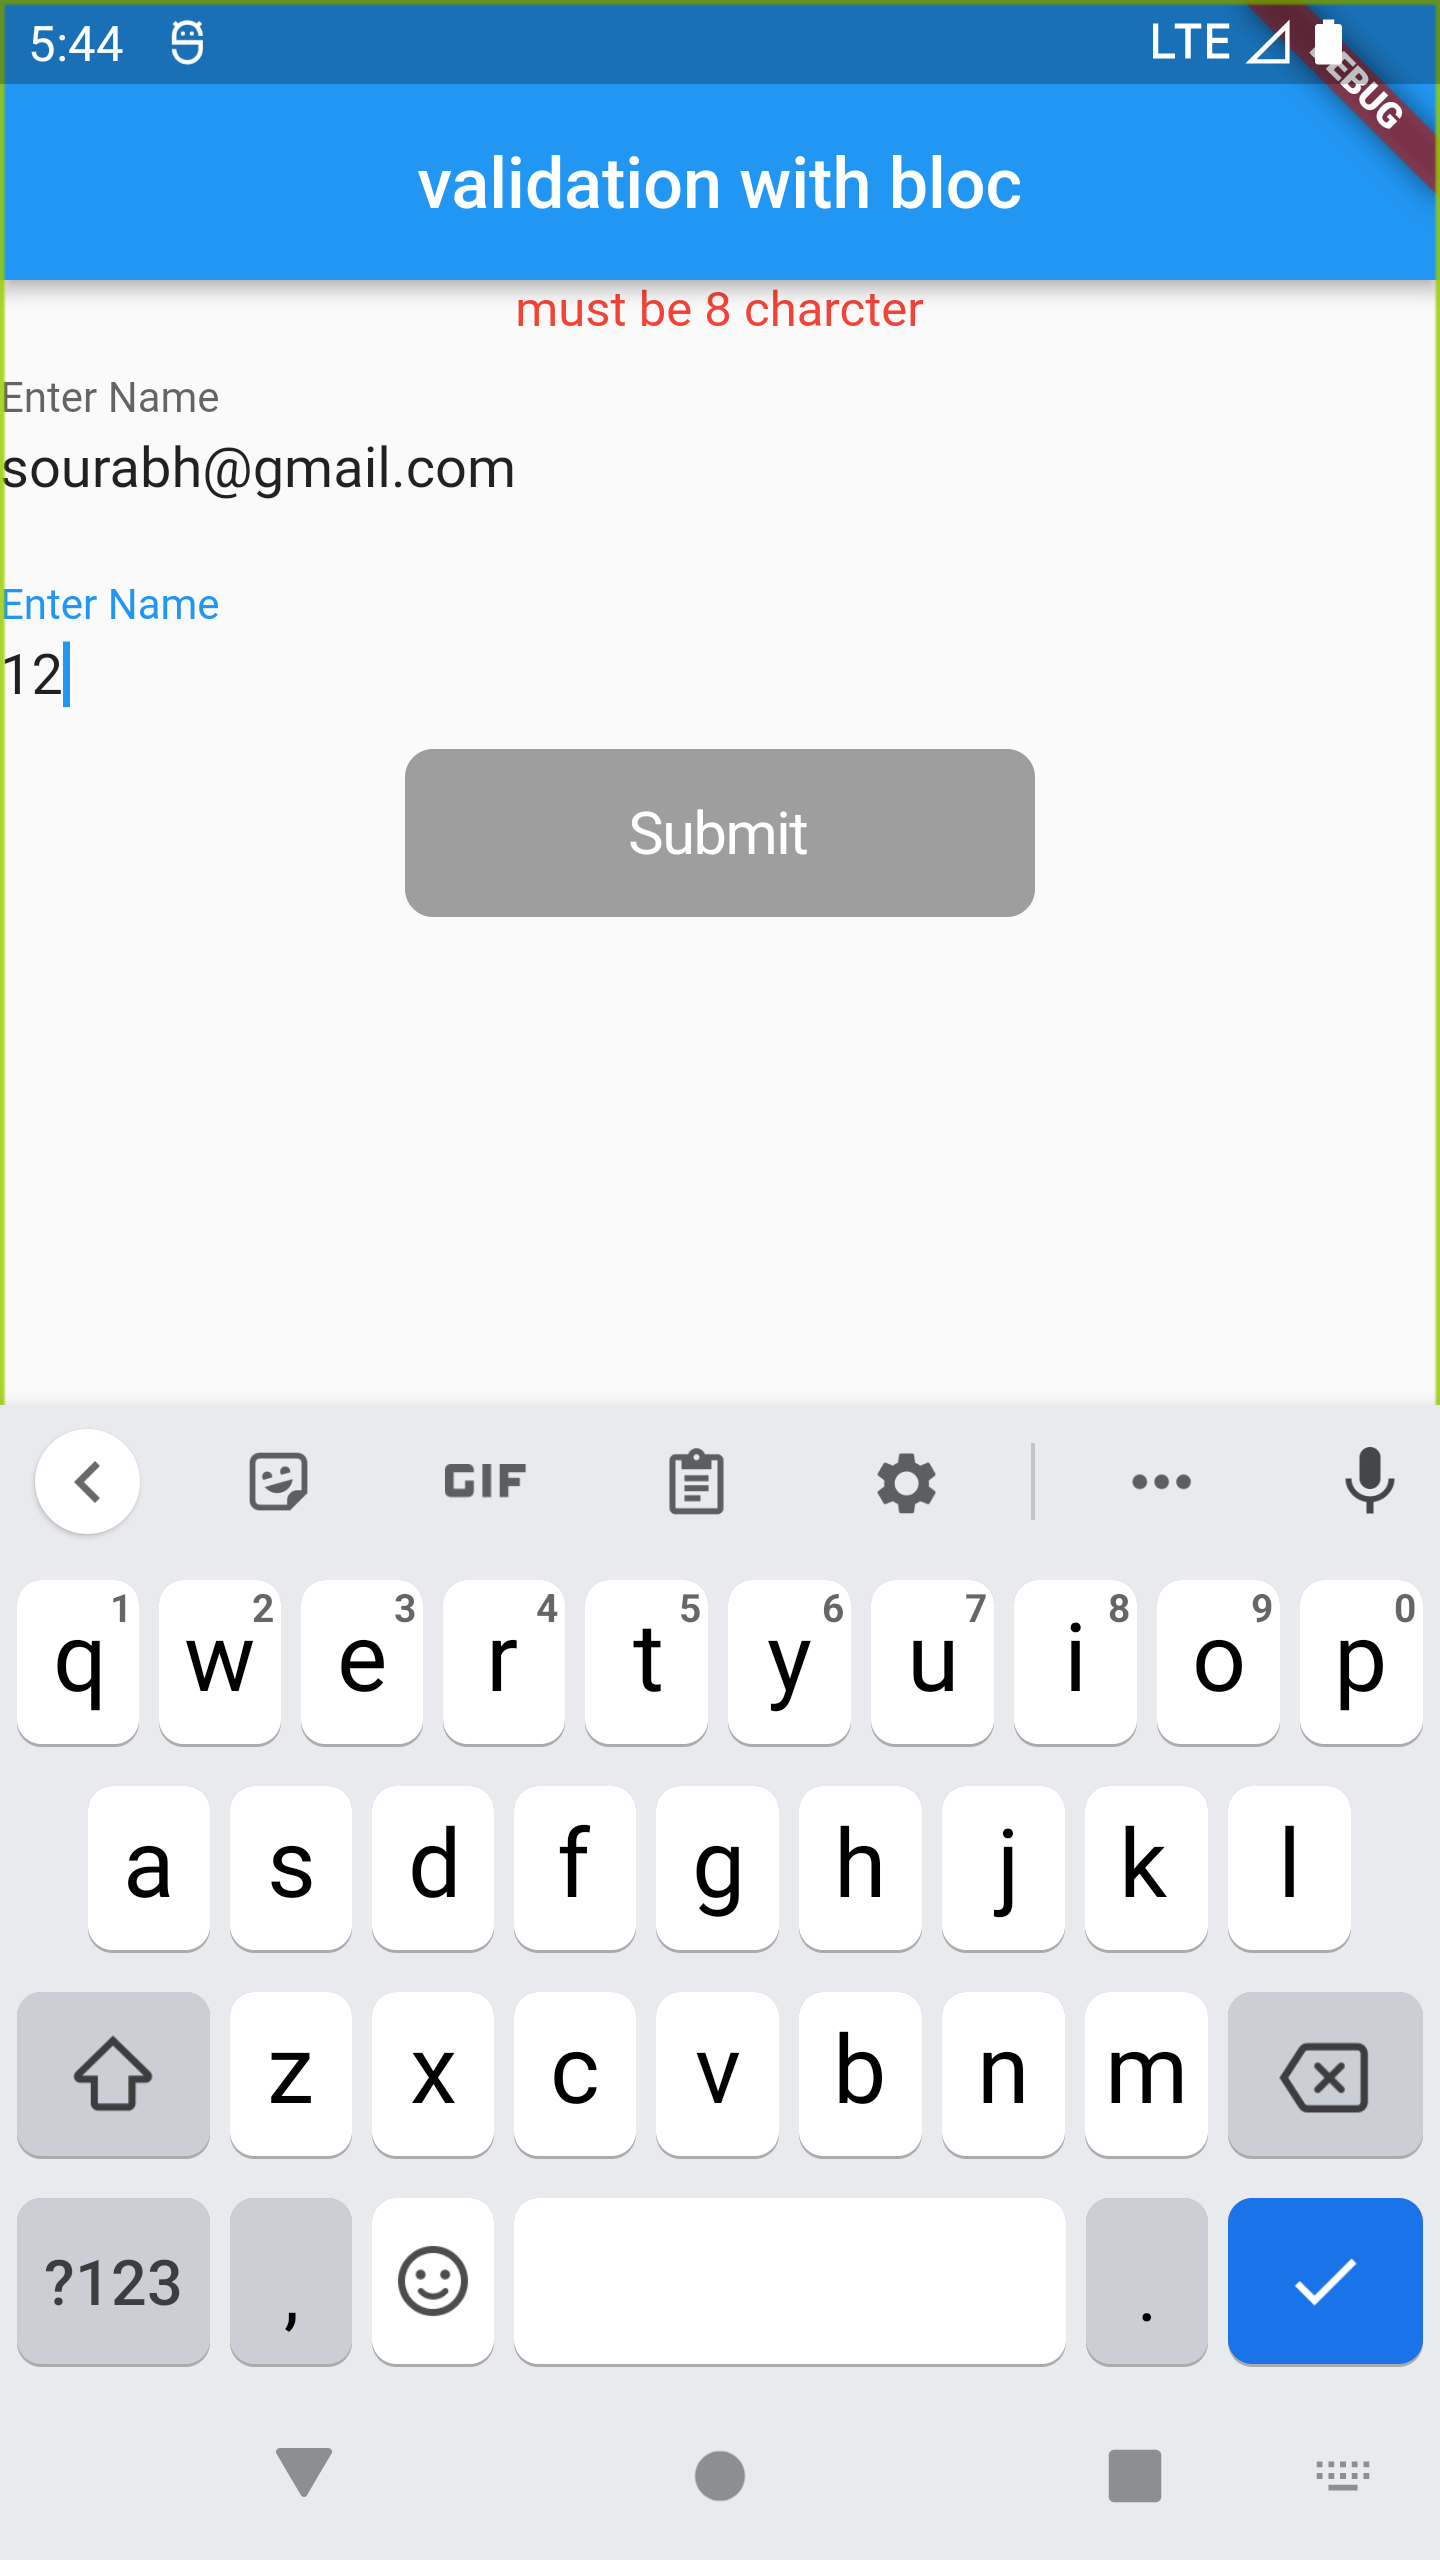 5:44 LTE
DEBUG
validation with bloc
must be 8 charcter
Enter Name
sourabh@gmail.com
Enter Name
12
Submit
GIF
1 2 3 4 5 6 7 8 9 0
q w e r t y u i o p
a s d f g h j k l
z x c v b n m
?123 , .